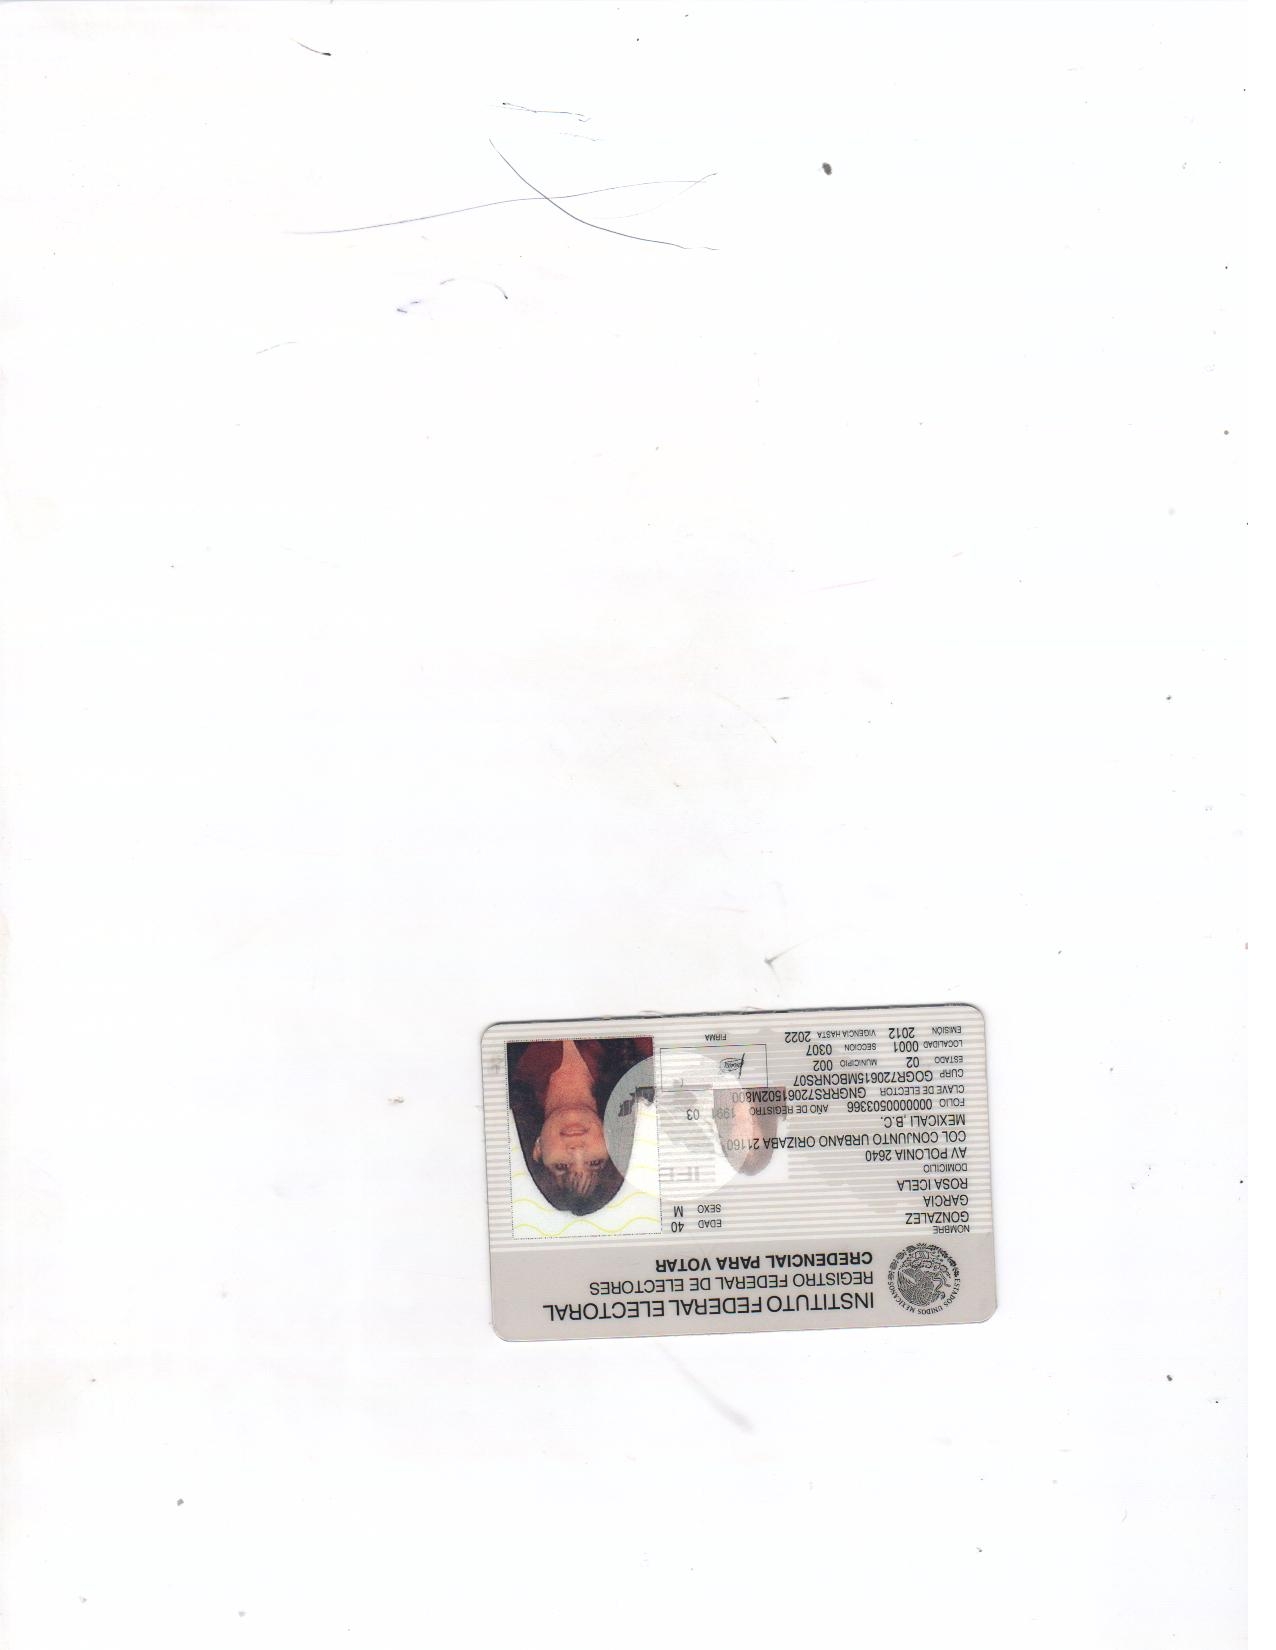 INSTITUTO FEDERAL ELECTORAL
REGISTRO FEDERAL DE ELECTORES
CREDENCIAL PARA VOTAR
ESTADOS UNIDOS MEXICANOS
NOMBRE
GONZALEZ
GARCIA
ROSA ICELA
EDAD 40
SEXO M
DOMICILIO
AV POLONIA 2640
COL CONJUNTO URBANO ORIZABA 21160
MEXICALI ,B.C.
FOLIO 0000000503366 AÑO DE REGISTRO 1991 03
CLAVE DE ELECTOR GNGRRS72061502M800
CURP GOGR720615MBCNRS07
ESTADO 02 MUNICIPIO 002
LOCALIDAD 0001 SECCION 0307
EMISIÓN 2012 VIGENCIA HASTA 2022
FIRMA
IFE